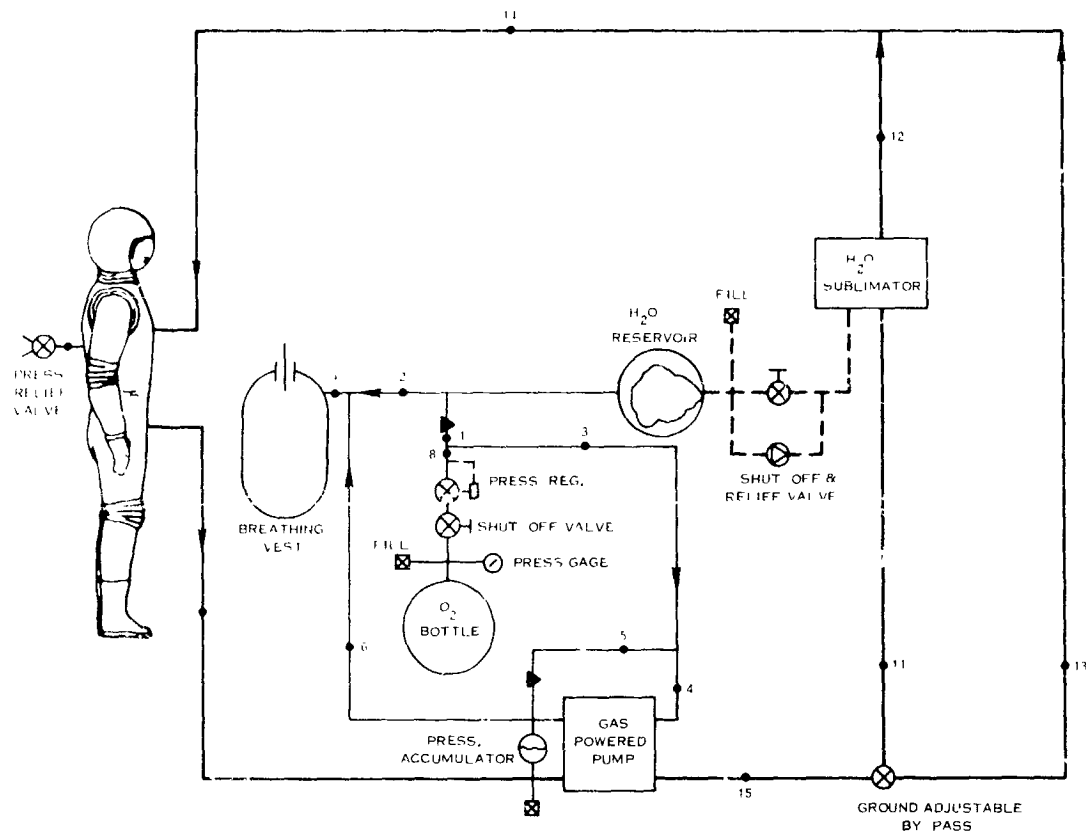 11
12
H2O
SUBLIMATOR
FILL
H2O
RESERVOIR
PRESS
RELIEF
VALVE
2
1
3
8
PRESS REG.
SHUT OFF &
RELIEF VALVE
BREATHING
VEST
SHUT OFF VALVE
FILL
PRESS GAGE
O2
BOTTLE
6
5
4
11
13
GAS
POWERED
PUMP
PRESS.
ACCUMULATOR
15
GROUND ADJUSTABLE
BY PASS